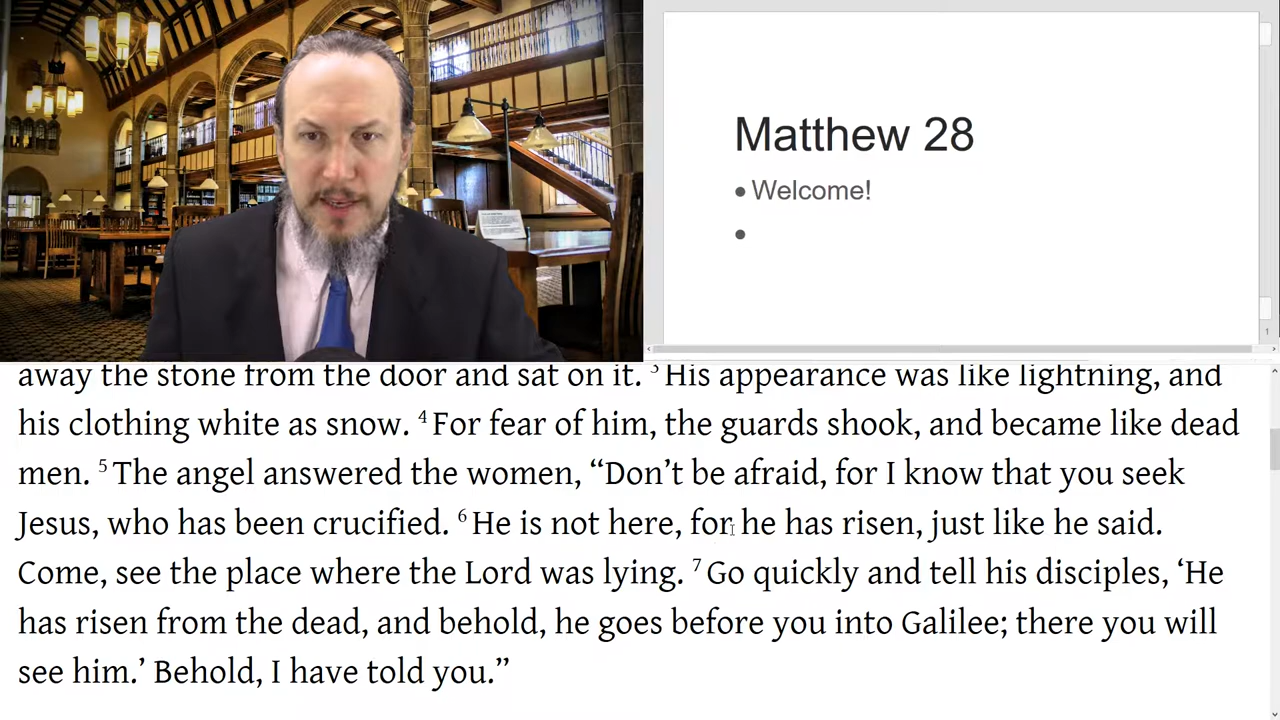 Matthew 28
• Welcome!
•
1
away the stone from the door and sat on it. ³ His appearance was like lightning, and
his clothing white as snow. ⁴ For fear of him, the guards shook, and became like dead
men. ⁵ The angel answered the women, “Don’t be afraid, for I know that you seek
Jesus, who has been crucified. ⁶ He is not here, for he has risen, just like he said.
Come, see the place where the Lord was lying. ⁷ Go quickly and tell his disciples, ‘He
has risen from the dead, and behold, he goes before you into Galilee; there you will
see him.’ Behold, I have told you.”